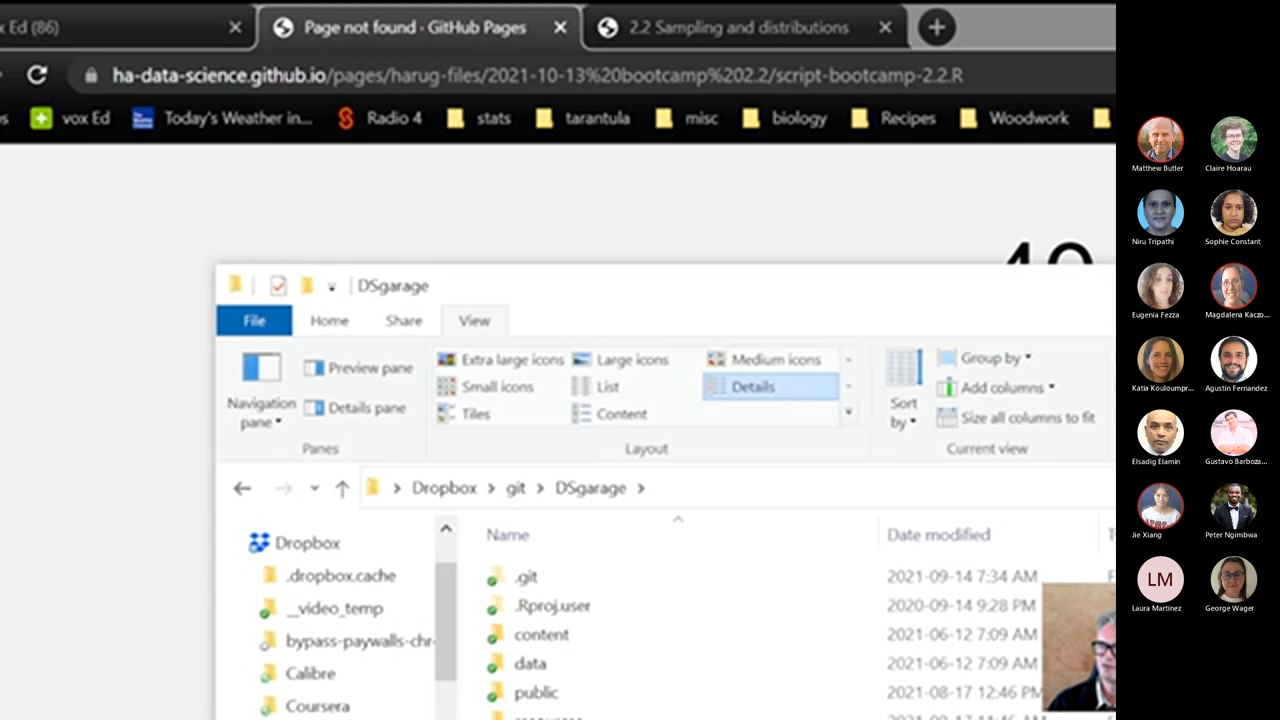 x Ed (86)
Page not found · GitHub Pages
2.2 Sampling and distributions
ha-data-science.github.io/pages/harug-files/2021-10-13%20bootcamp%202.2/script-bootcamp-2.2.R
vox Ed
Today's Weather in...
Radio 4
stats
tarantula
misc
biology
Recipes
Woodwork
DSgarage
File
Home
Share
View
Preview pane
Details pane
Navigation
pane
Panes
Extra large icons
Large icons
Medium icons
Small icons
List
Details
Tiles
Content
Layout
Sort
by
Group by
Add columns
Size all columns to fit
Current view
Dropbox > git > DSgarage >
Name
Date modified
Dropbox
.dropbox.cache
__video_temp
bypass-paywalls-chr
Calibre
Coursera
.git 2021-09-14 7:34 AM
.Rproj.user 2020-09-14 9:28 PM
content 2021-06-12 7:09 AM
data 2021-06-12 7:09 AM
public 2021-08-17 12:46 PM
Matthew Butler
Claire Hoarau
Niru Tripathi
Sophie Constant
Eugenia Fezza
Magdalena Kaczo...
Katia Kouloumpr...
Agustin Fernandez
Elsadig Elamin
Gustavo Barboza...
Jie Xiang
Peter Ngimbwa
LM
Laura Martinez
George Wager